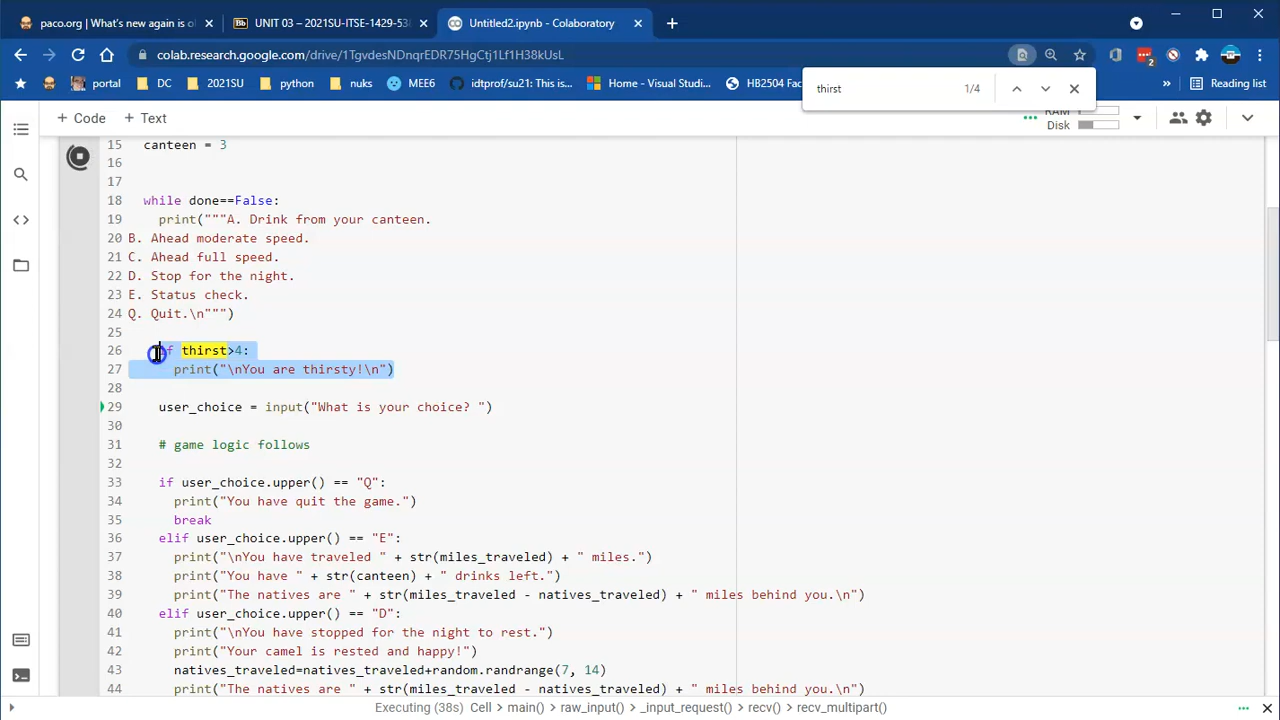 paco.org | What's new again is o
UNIT 03 – 2021SU-ITSE-1429-53
Untitled2.ipynb - Colaboratory
colab.research.google.com/drive/1TgvdesNDnqrEDR75HgCtj1Lf1H38kUsL
portal
DC
2021SU
python
nuks
MEE6
idtprof/su21: This is...
Home - Visual Studi...
HB2504 Fac
Reading list
thirst
1/4
+ Code + Text
RAM
Disk
15 canteen = 3
16
17
18 while done==False:
19 print("""A. Drink from your canteen.
20 B. Ahead moderate speed.
21 C. Ahead full speed.
22 D. Stop for the night.
23 E. Status check.
24 Q. Quit.\n""")
25
26 if thirst>4:
27 print("\nYou are thirsty!\n")
28
29 user_choice = input("What is your choice? ")
30
31 # game logic follows
32
33 if user_choice.upper() == "Q":
34 print("You have quit the game.")
35 break
36 elif user_choice.upper() == "E":
37 print("\nYou have traveled " + str(miles_traveled) + " miles.")
38 print("You have " + str(canteen) + " drinks left.")
39 print("The natives are " + str(miles_traveled - natives_traveled) + " miles behind you.\n")
40 elif user_choice.upper() == "D":
41 print("\nYou have stopped for the night to rest.")
42 print("Your camel is rested and happy!")
43 natives_traveled=natives_traveled+random.randrange(7, 14)
44 print("The natives are " + str(miles_traveled - natives_traveled) + " miles behind you.\n")
Executing (38s) Cell > main() > raw_input() > _input_request() > recv() > recv_multipart()